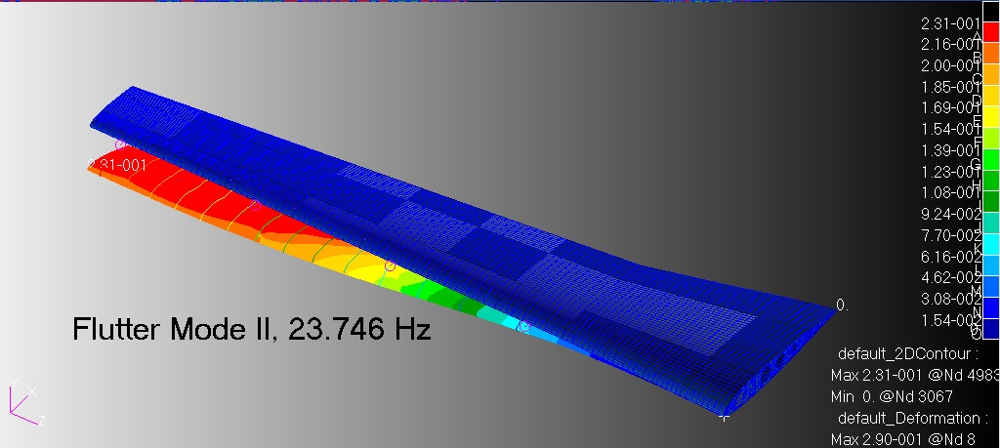 2.31-001
2.16-001
2.00-001
1.85-001
1.69-001
1.54-001
1.39-001
1.23-001
1.08-001
9.24-002
7.70-002
6.16-002
4.62-002
3.08-002
1.54-002
0.
A
B
C
D
E
F
G
H
I
J
K
L
M
N
2.31-001
0.
Flutter Mode II, 23.746 Hz
default_2DContour :
Max 2.31-001 @Nd 4983
Min 0. @Nd 3067
default_Deformation :
Max 2.90-001 @Nd 8
Y
X
Z